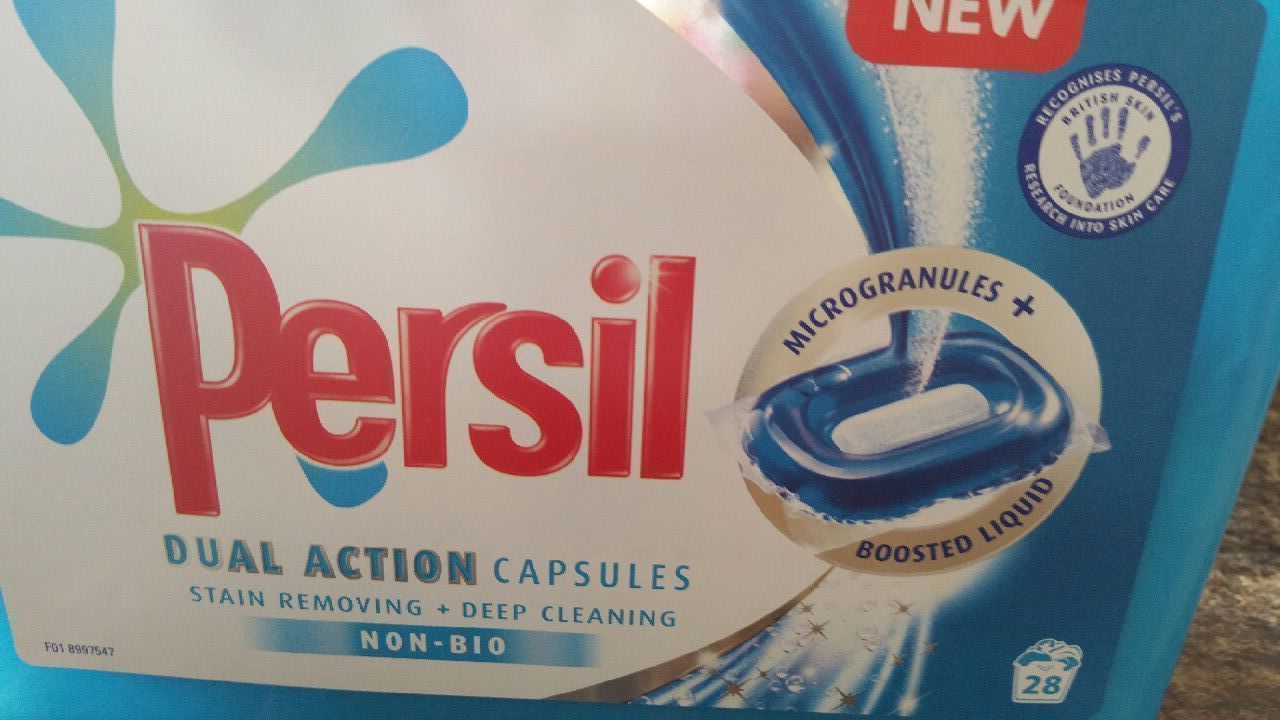 NEW
RECOGNISES PERSIL'S
BRITISH SKIN
FOUNDATION
RESEARCH INTO SKIN CARE
MICROGRANULES +
Persil
BOOSTED LIQUID
DUAL ACTION CAPSULES
STAIN REMOVING + DEEP CLEANING
NON-BIO
F01 8997547
28